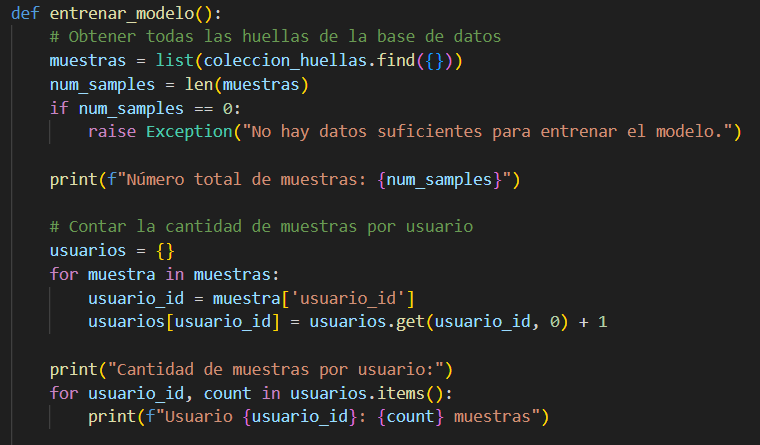 def entrenar_modelo():
    # Obtener todas las huellas de la base de datos
    muestras = list(coleccion_huellas.find({}))
    num_samples = len(muestras)
    if num_samples == 0:
        raise Exception("No hay datos suficientes para entrenar el modelo.")

    print(f"Número total de muestras: {num_samples}")

    # Contar la cantidad de muestras por usuario
    usuarios = {}
    for muestra in muestras:
        usuario_id = muestra['usuario_id']
        usuarios[usuario_id] = usuarios.get(usuario_id, 0) + 1

    print("Cantidad de muestras por usuario:")
    for usuario_id, count in usuarios.items():
        print(f"Usuario {usuario_id}: {count} muestras")